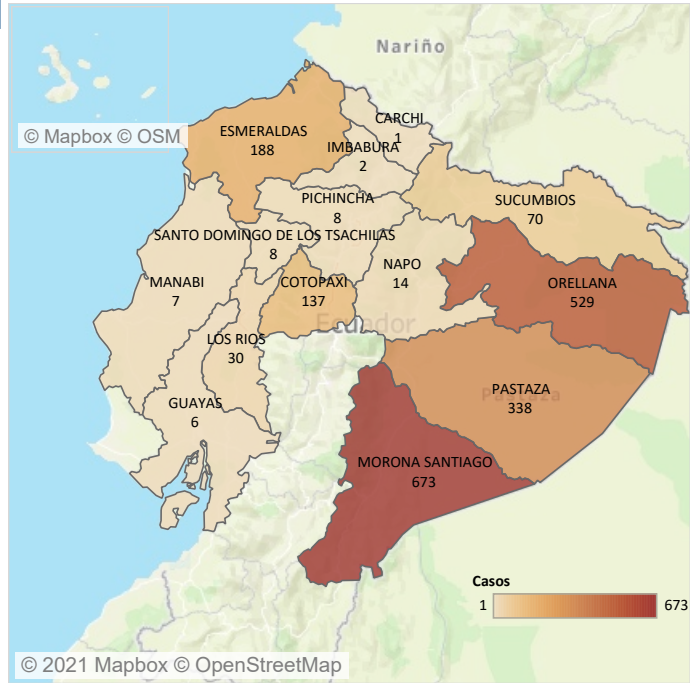 Nariño
© Mapbox © OSM
CARCHI
1
ESMERALDAS
188
IMBABURA
2
PICHINCHA
8
SUCUMBIOS
70
SANTO DOMINGO DE LOS TSACHILAS
8
NAPO
14
MANABI
7
COTOPAXI
137
ORELLANA
529
Ecuador
LOS RIOS
30
PASTAZA
338
Pastaza
GUAYAS
6
MORONA SANTIAGO
673
Casos
1 673
© 2021 Mapbox © OpenStreetMap